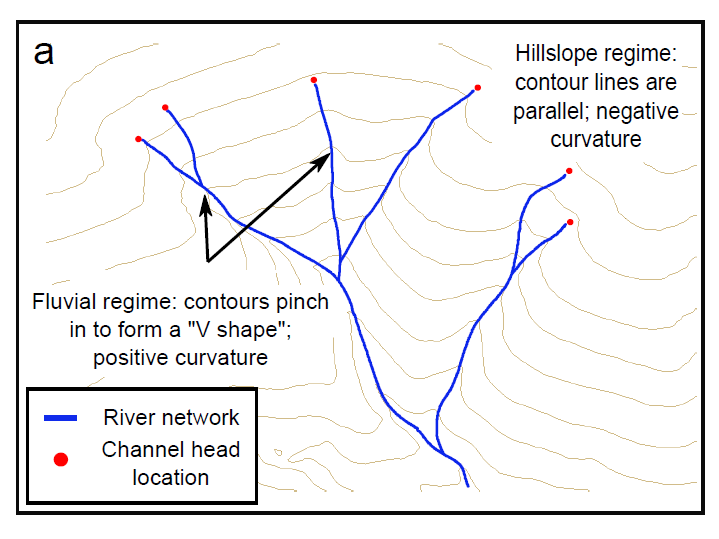 a
Hillslope regime:
contour lines are
parallel; negative
curvature
Fluvial regime: contours pinch
in to form a "V shape";
positive curvature
River network
Channel head
location